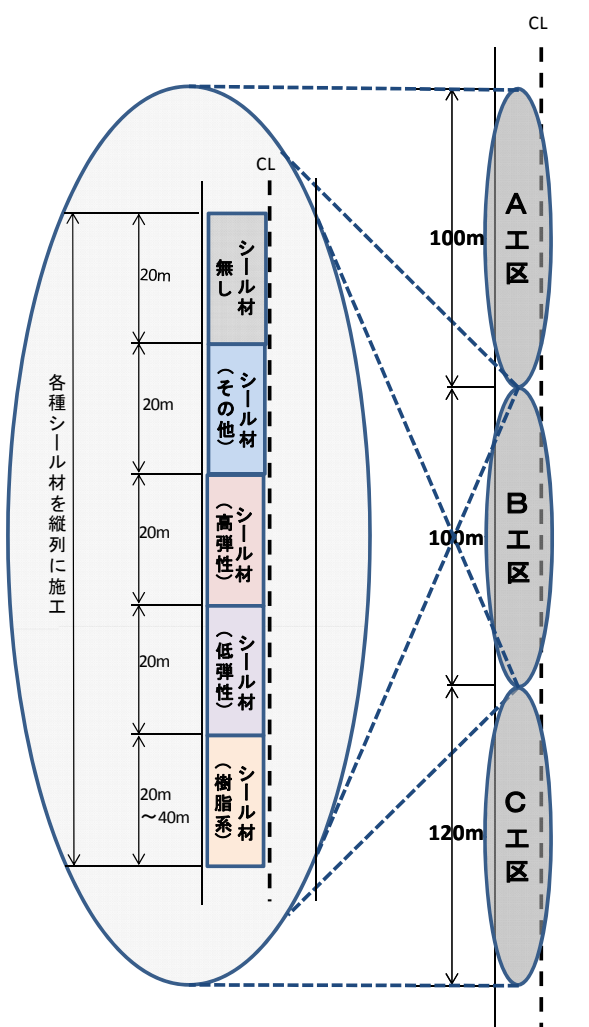 CL
CL
各種シール材を縦列に施工
20m
シール材
無し
20m
シール材
（その他）
20m
シール材
（高弾性）
20m
シール材
（低弾性）
20m
～40m
シール材
（樹脂系）
100m
A工区
100m
B工区
120m
C工区